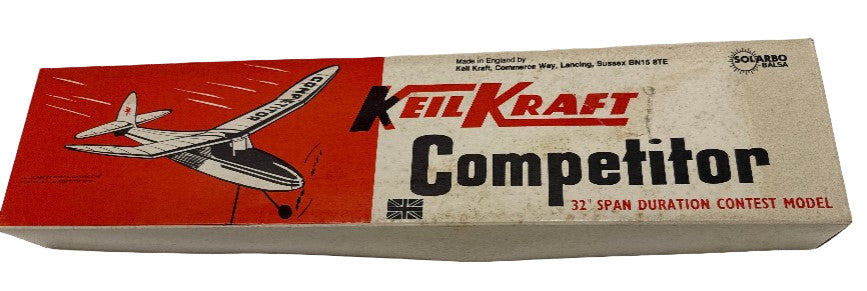 Made in England by
Keil Kraft, Commerce Way, Lancing, Sussex BN15 8TE
SOLARBO
BALSA
COMPETITOR
KEILKRAFT
Competitor
32" SPAN DURATION CONTEST MODEL